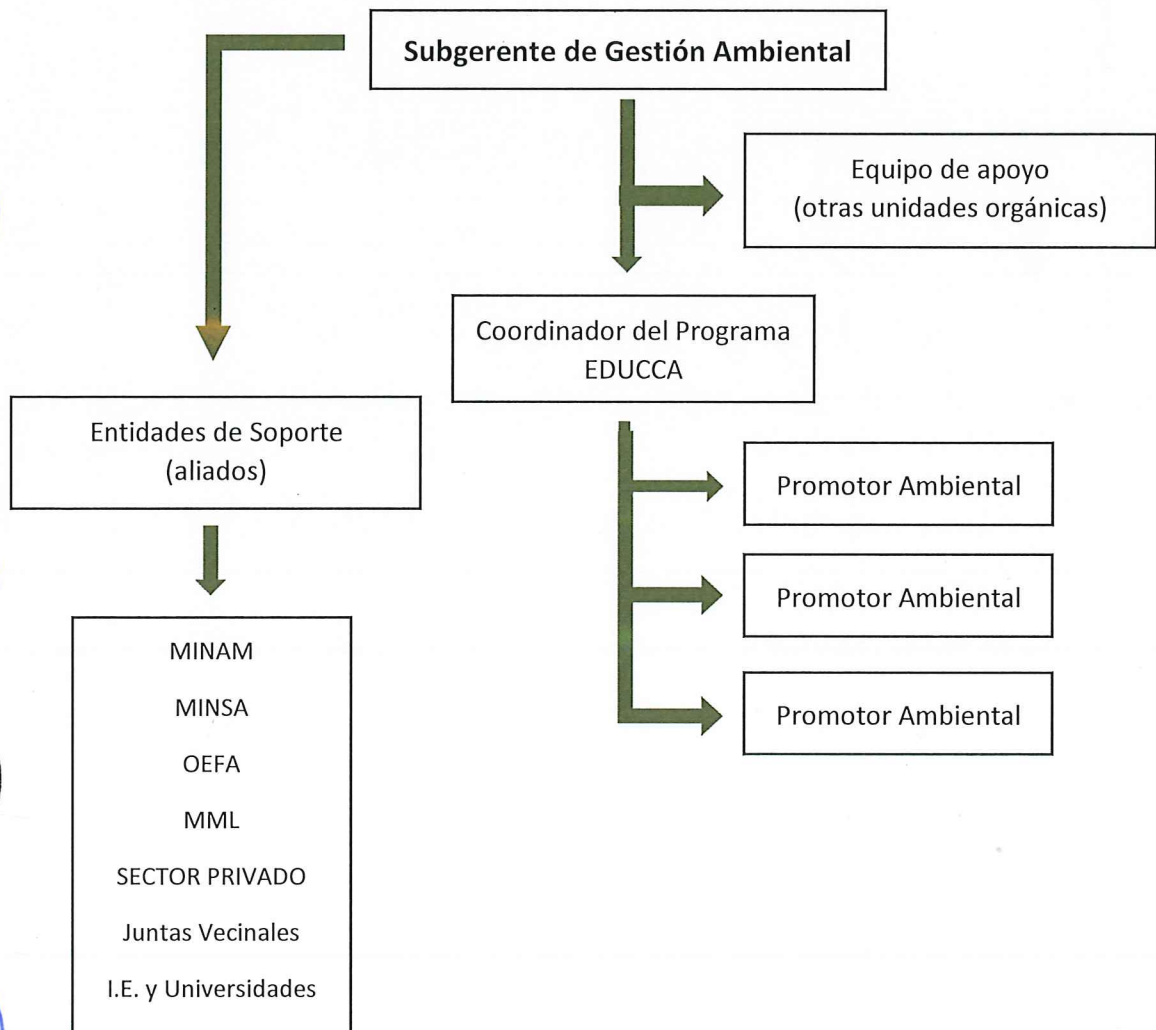 Subgerente de Gestión Ambiental
Equipo de apoyo
(otras unidades orgánicas)
Coordinador del Programa
EDUCCA
Entidades de Soporte
(aliados)
Promotor Ambiental
Promotor Ambiental
Promotor Ambiental
MINAM
MINSA
OEFA
MML
SECTOR PRIVADO
Juntas Vecinales
I.E. y Universidades